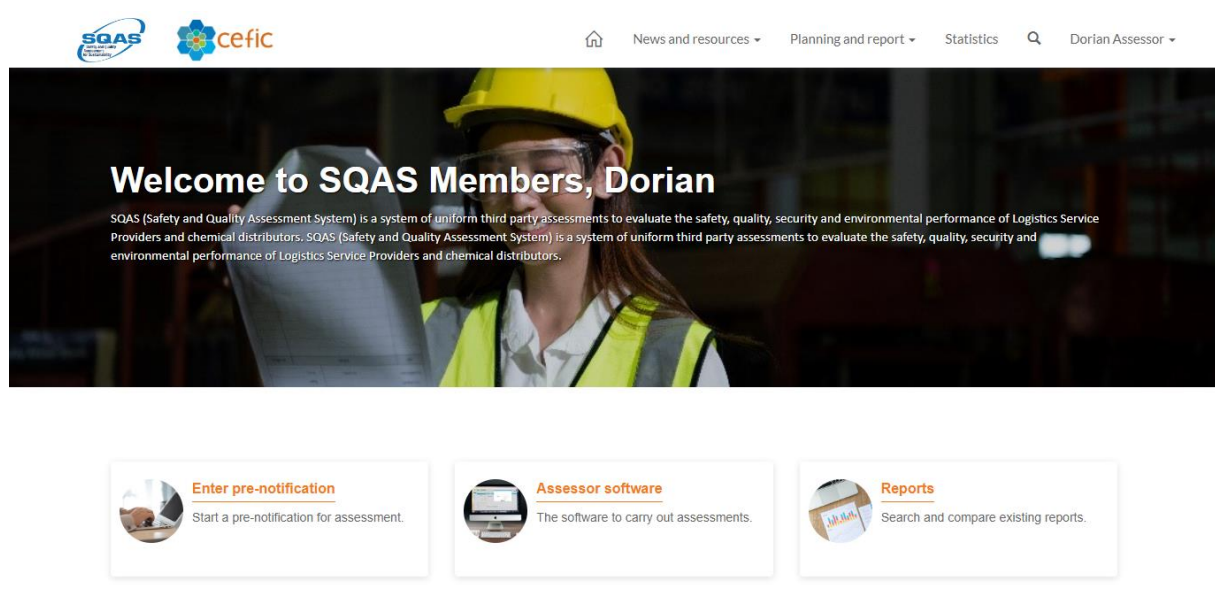 SQAS
cefic
News and resources
Planning and report
Statistics
Dorian Assessor
Welcome to SQAS Members, Dorian
SQAS (Safety and Quality Assessment System) is a system of uniform third party assessments to evaluate the safety, quality, security and environmental performance of Logistics Service
Providers and chemical distributors. SQAS (Safety and Quality Assessment System) is a system of uniform third party assessments to evaluate the safety, quality, security and
environmental performance of Logistics Service Providers and chemical distributors.
Enter pre-notification
Start a pre-notification for assessment.
Assessor software
The software to carry out assessments.
Reports
Search and compare existing reports.